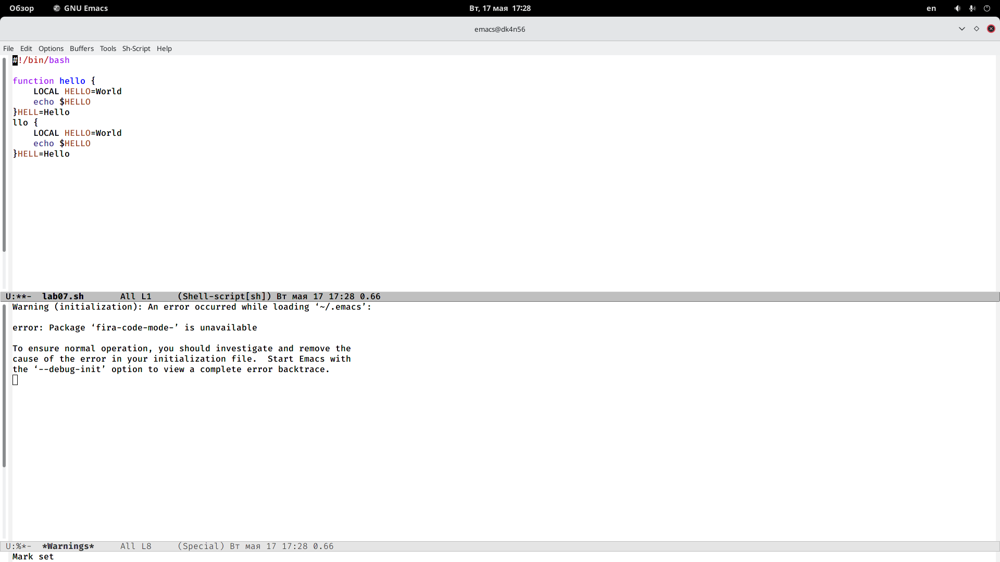 Обзор GNU Emacs Вт, 17 мая 17:28 en
emacs@dk4n56
File Edit Options Buffers Tools Sh-Script Help
#!/bin/bash
function hello {
    LOCAL HELLO=World
    echo $HELLO
}HELL=Hello
llo {
    LOCAL HELLO=World
    echo $HELLO
}HELL=Hello
U:**-  lab07.sh       All L1     (Shell-script[sh]) Вт мая 17 17:28 0.66
Warning (initialization): An error occurred while loading ‘~/.emacs’:
error: Package ‘fira-code-mode-’ is unavailable
To ensure normal operation, you should investigate and remove the
cause of the error in your initialization file.  Start Emacs with
the ‘--debug-init’ option to view a complete error backtrace.
U:%*-  *Warnings*     All L8     (Special) Вт мая 17 17:28 0.66
Mark set